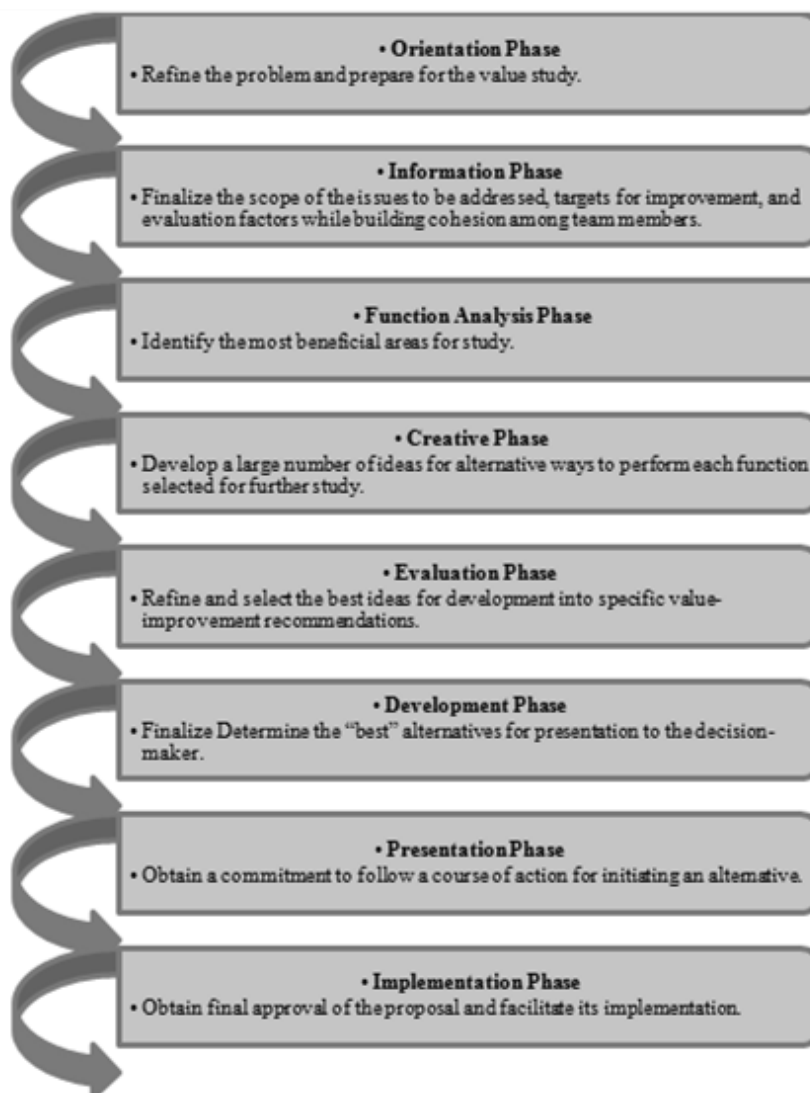 • Orientation Phase
• Refine the problem and prepare for the value study.
• Information Phase
• Finalize the scope of the issues to be addressed, targets for improvement, and
evaluation factors while building cohesion among team members.
• Function Analysis Phase
• Identify the most beneficial areas for study.
• Creative Phase
• Develop a large number of ideas for alternative ways to perform each function
selected for further study.
• Evaluation Phase
• Refine and select the best ideas for development into specific value-
improvement recommendations.
• Development Phase
• Finalize Determine the “best” alternatives for presentation to the decision-
maker.
• Presentation Phase
• Obtain a commitment to follow a course of action for initiating an alternative.
• Implementation Phase
• Obtain final approval of the proposal and facilitate its implementation.